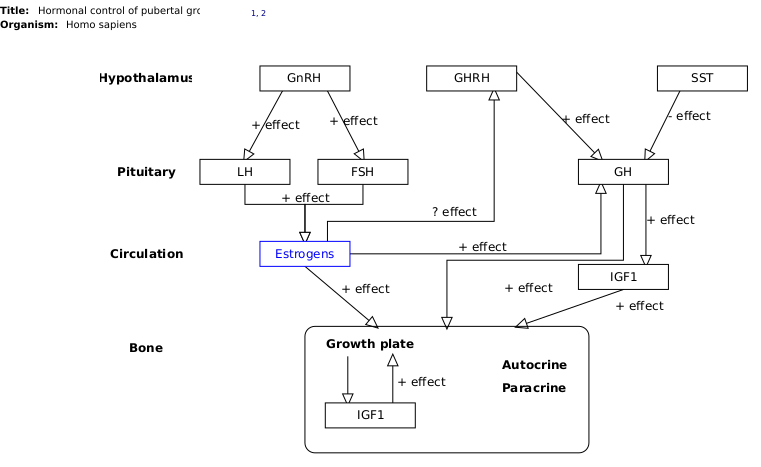 Title: Hormonal control of pubertal gro
1, 2
Organism: Homo sapiens
Hypothalamus
GnRH
GHRH
SST
+ effect
+ effect
+ effect
- effect
Pituitary
LH
FSH
GH
+ effect
? effect
+ effect
Circulation
Estrogens
+ effect
IGF1
+ effect
+ effect
+ effect
Bone
Growth plate
Autocrine
Paracrine
+ effect
IGF1